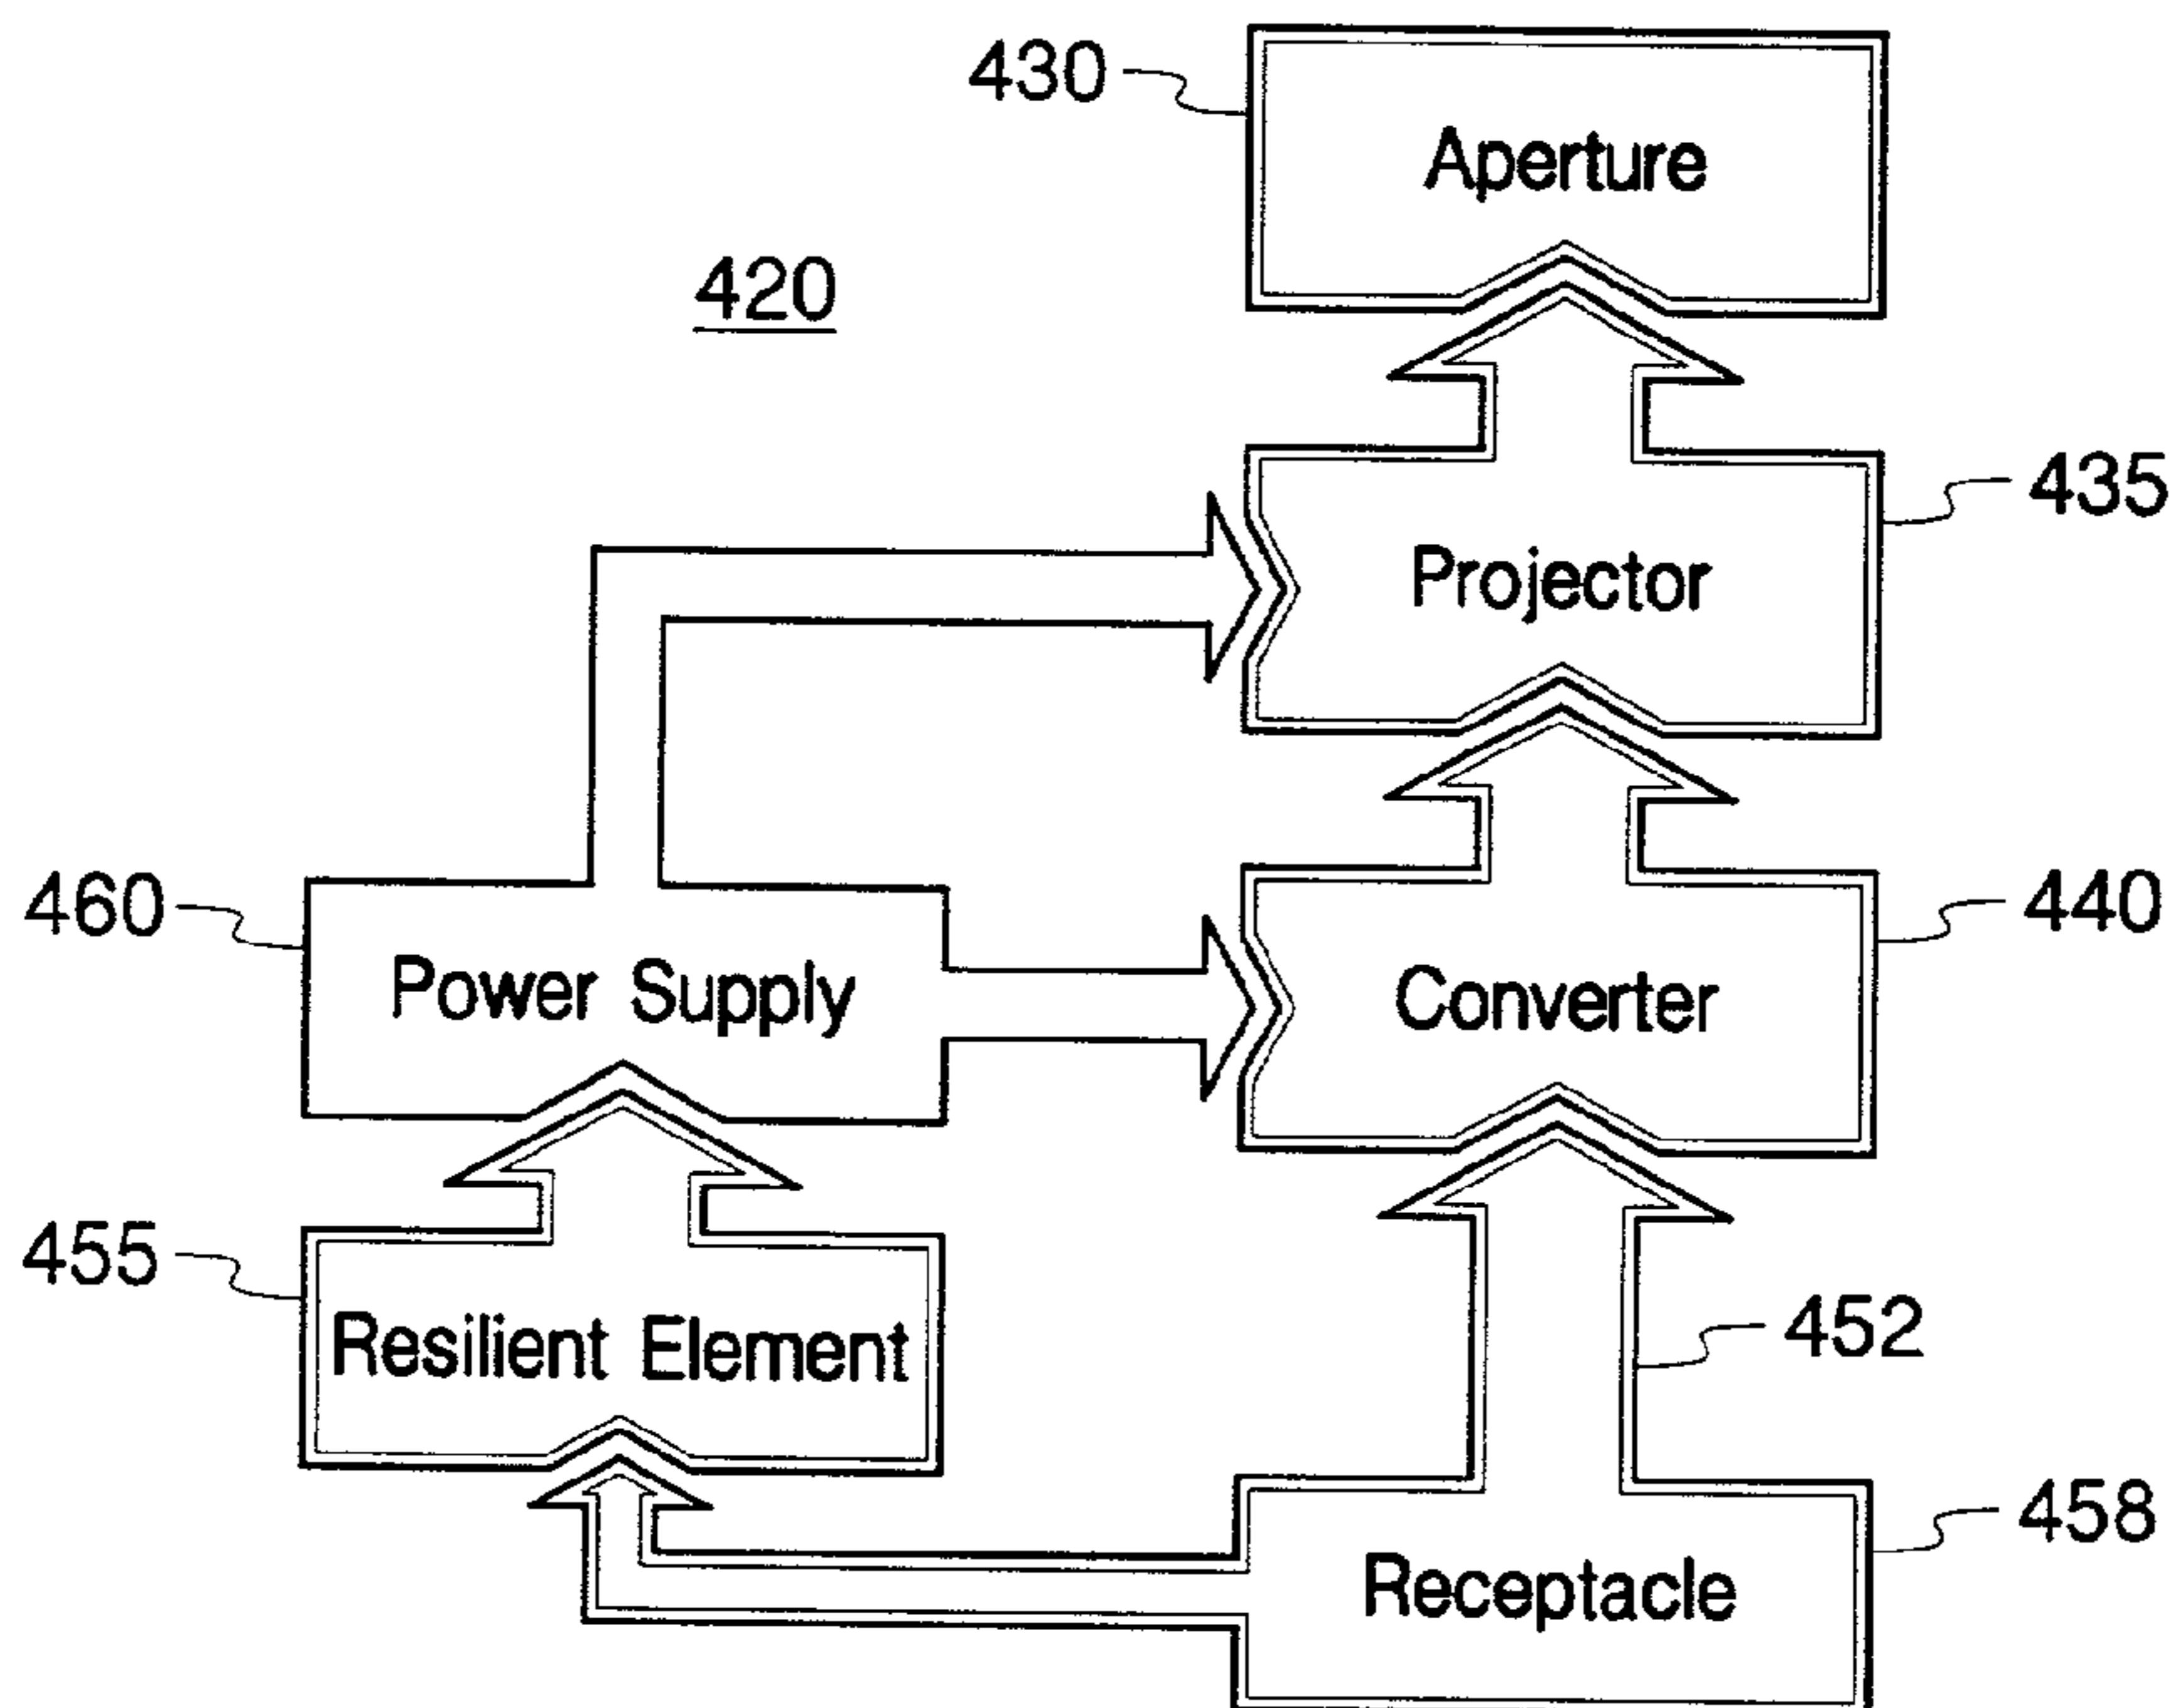 430
Aperture
420
435
Projector
460
Power Supply
440
Converter
455
Resilient Element
452
458
Receptacle